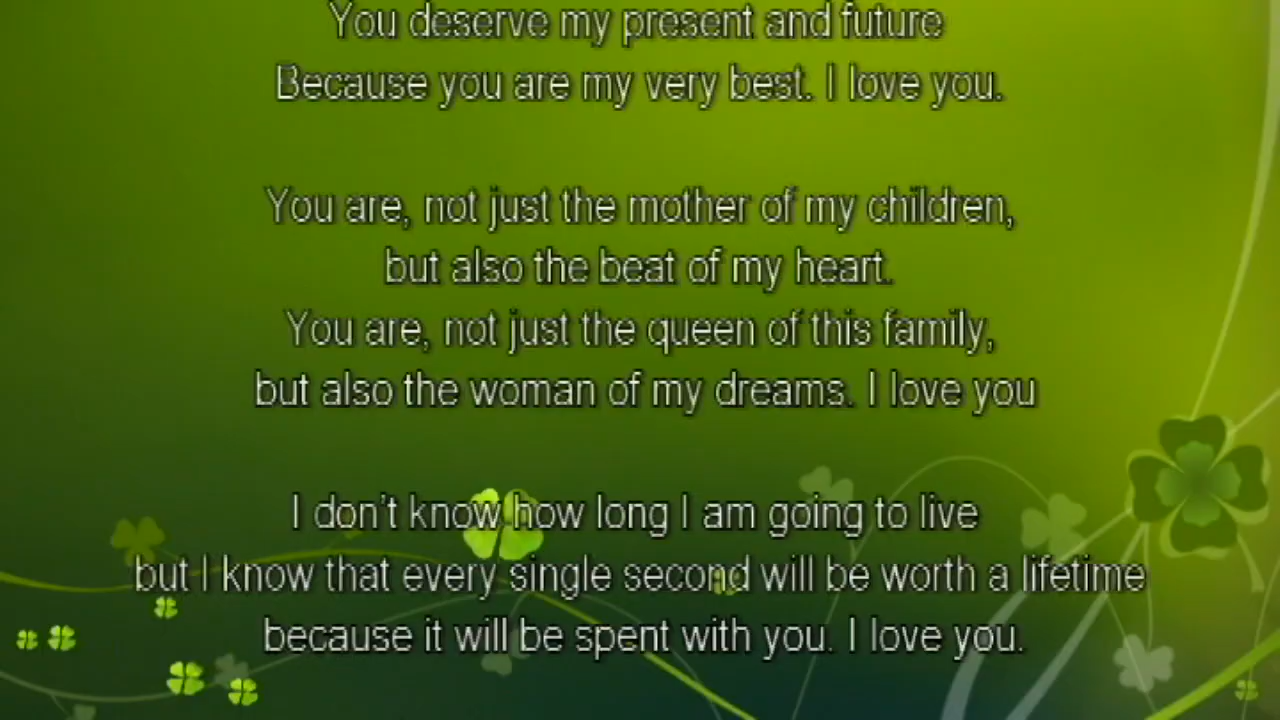 You deserve my present and future
Because you are my very best. I love you.
You are, not just the mother of my children,
but also the beat of my heart.
You are, not just the queen of this family,
but also the woman of my dreams. I love you
I don't know how long I am going to live
but I know that every single second will be worth a lifetime
because it will be spent with you. I love you.